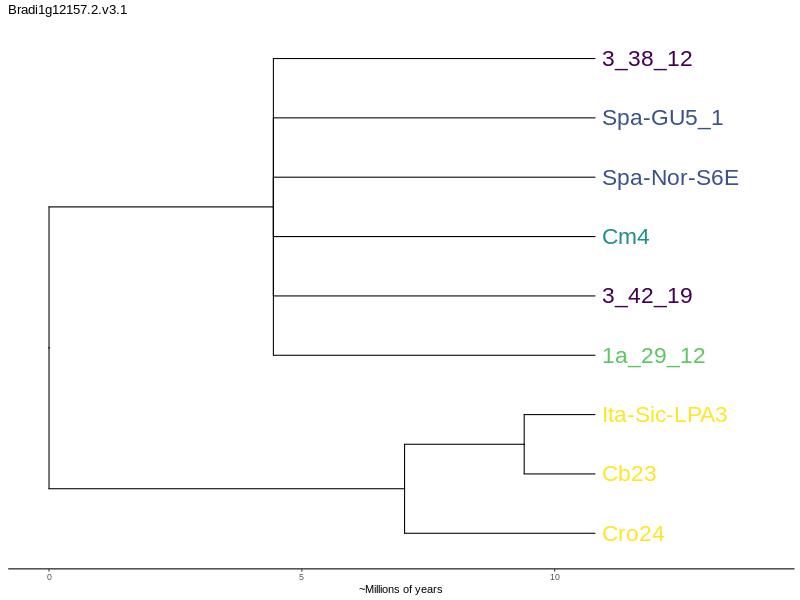 Bradi1g12157.2.v3.1
3_38_12
Spa-GU5_1
Spa-Nor-S6E
Cm4
3_42_19
1a_29_12
Ita-Sic-LPA3
Cb23
Cro24
0 5 10
~Millions of years